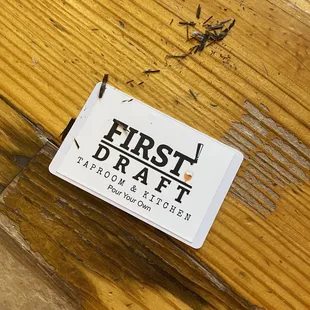 FIRST
DRAFT
TAPROOM & KITCHEN
Pour Your Own